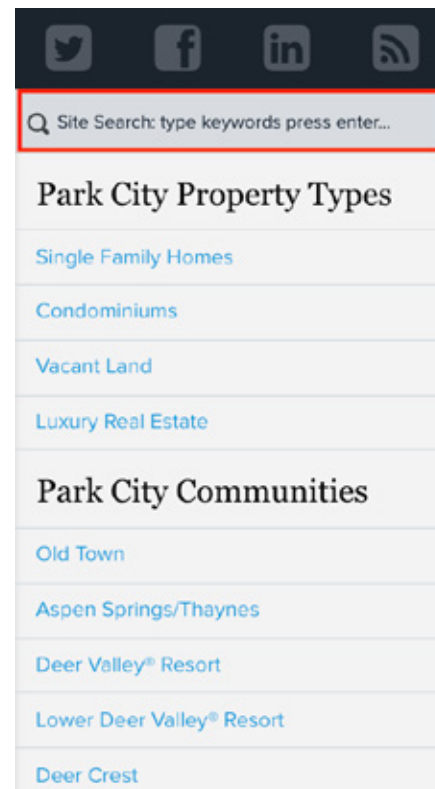 Site Search: type keywords press enter...
Park City Property Types
Single Family Homes
Condominiums
Vacant Land
Luxury Real Estate
Park City Communities
Old Town
Aspen Springs/Thaynes
Deer Valley® Resort
Lower Deer Valley® Resort
Deer Crest